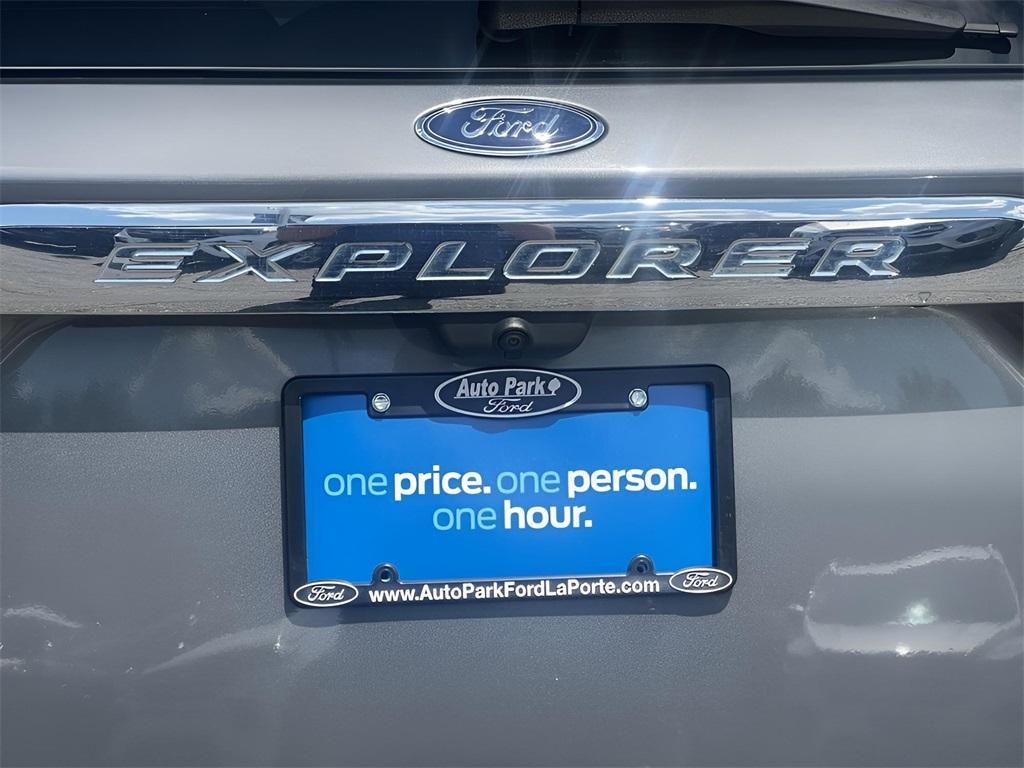 Ford
EXPLORER
Auto Park
Ford
one price. one person.
one hour.
Ford www.AutoParkFordLaPorte.com Ford